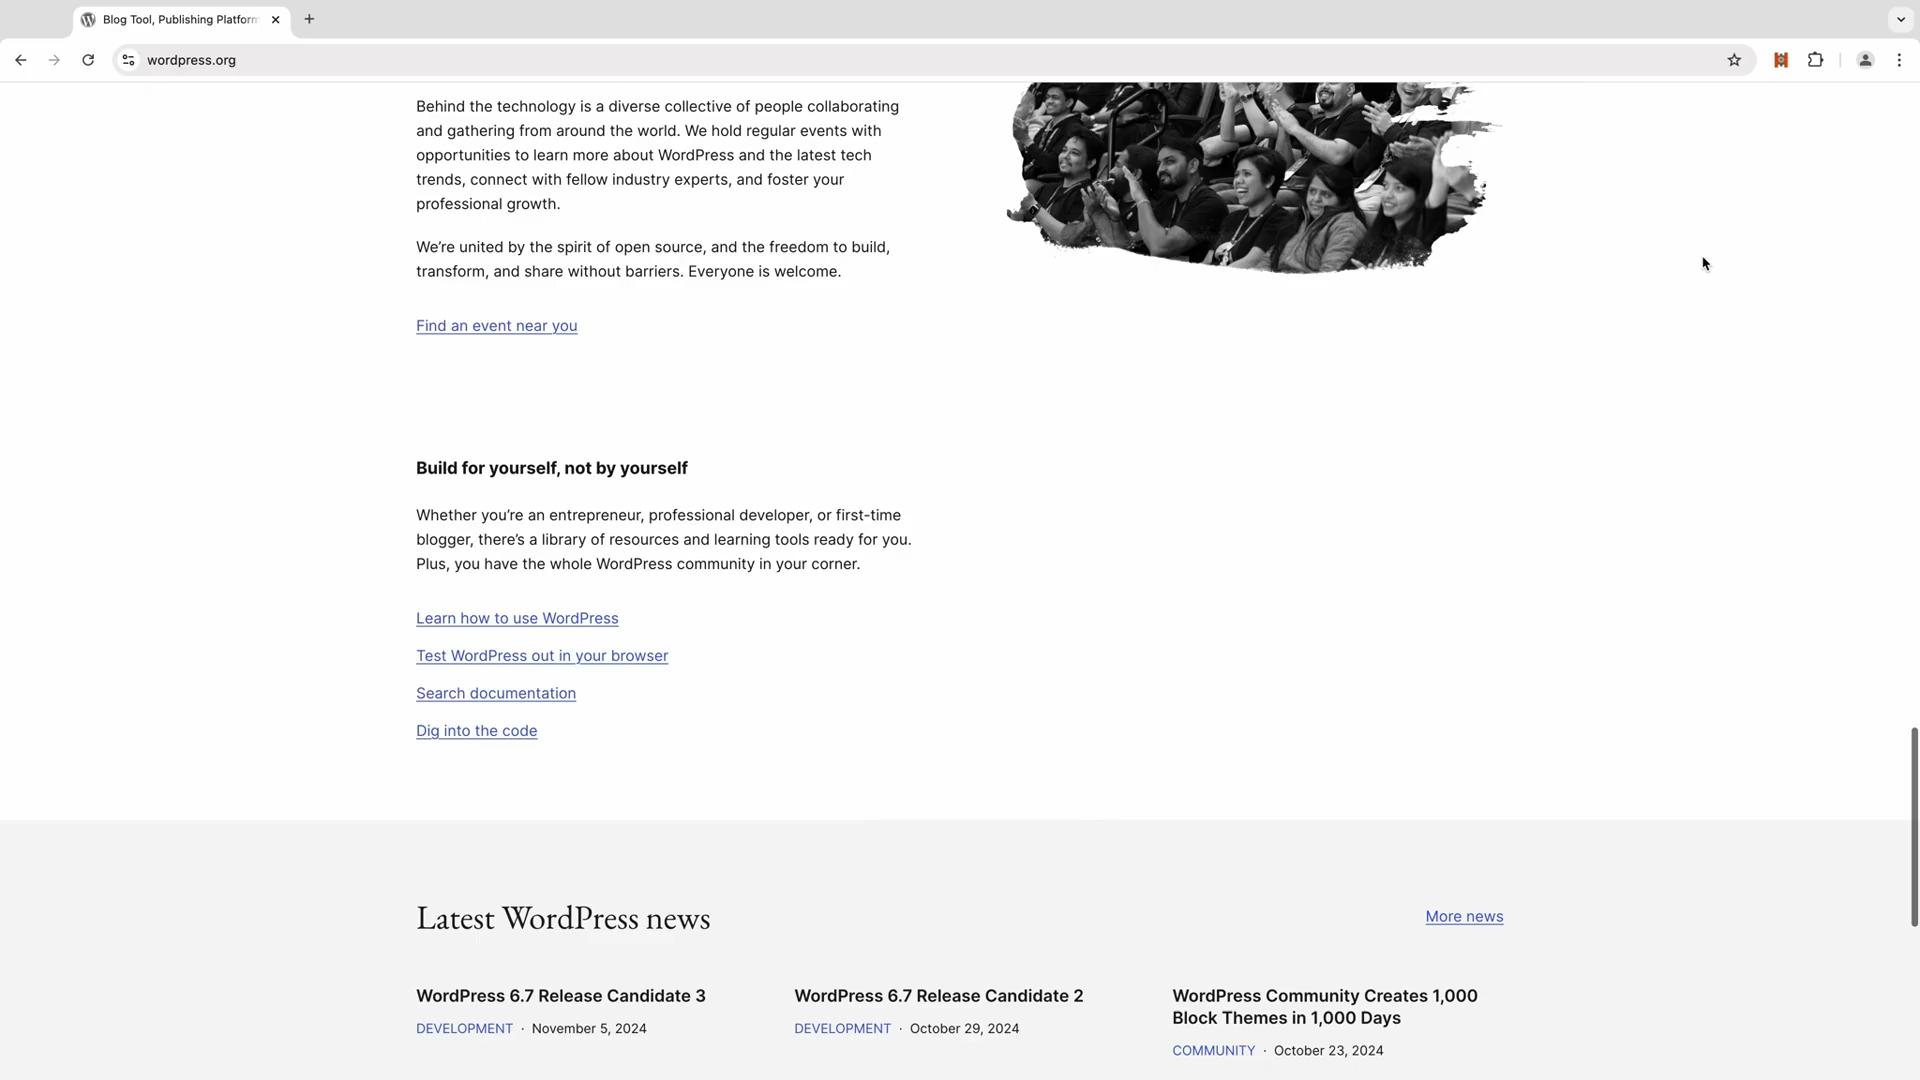 Blog Tool, Publishing Platform
wordpress.org
Behind the technology is a diverse collective of people collaborating
and gathering from around the world. We hold regular events with
opportunities to learn more about WordPress and the latest tech
trends, connect with fellow industry experts, and foster your
professional growth.
We’re united by the spirit of open source, and the freedom to build,
transform, and share without barriers. Everyone is welcome.
Find an event near you
Build for yourself, not by yourself
Whether you’re an entrepreneur, professional developer, or first-time
blogger, there’s a library of resources and learning tools ready for you.
Plus, you have the whole WordPress community in your corner.
Learn how to use WordPress
Test WordPress out in your browser
Search documentation
Dig into the code
Latest WordPress news
More news
WordPress 6.7 Release Candidate 3
DEVELOPMENT · November 5, 2024
WordPress 6.7 Release Candidate 2
DEVELOPMENT · October 29, 2024
WordPress Community Creates 1,000
Block Themes in 1,000 Days
COMMUNITY · October 23, 2024